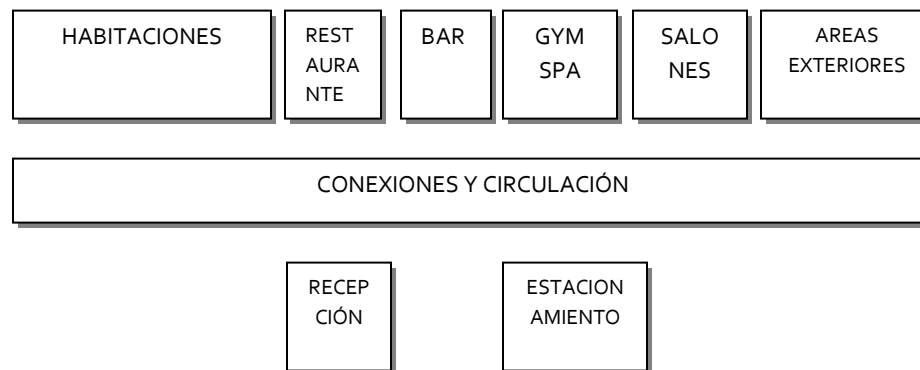 HABITACIONES
REST
AURA
NTE
BAR
GYM
SPA
SALO
NES
AREAS
EXTERIORES
CONEXIONES Y CIRCULACIÓN
RECEP
CIÓN
ESTACION
AMIENTO